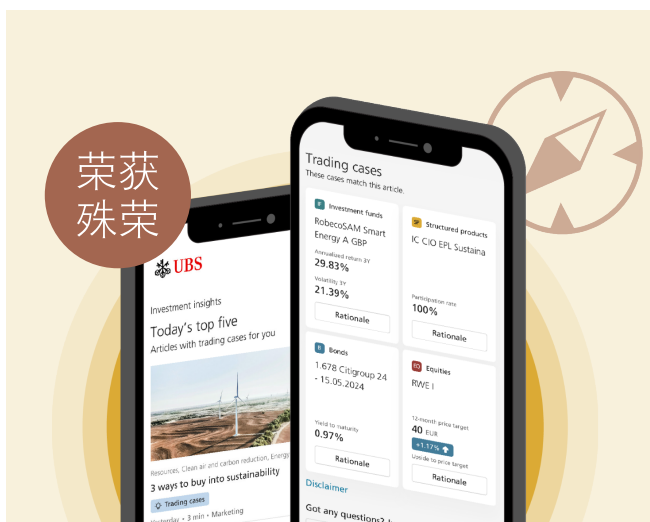 荣获
殊荣
UBS
Investment insights
Today's top five
Articles with trading cases for you
Resources, Clean air and carbon reduction, Energy
3 ways to buy into sustainability
Trading cases
Yesterday • 3 min • Marketing
Trading cases
These cases match this article.
IF Investment funds
RobecoSAM Smart
Energy A GBP
Annualized return 3Y
29.83%
Volatility 3Y
21.39%
Rationale
SP Structured products
IC CIO EPL Sustaina
Participation rate
100%
Rationale
B Bonds
1.678 Citigroup 24
- 15.05.2024
Yield to maturity
0.97%
Rationale
EQ Equities
RWE I
12-month price target
40 EUR
+1.17%
Upside to price target
Rationale
Disclaimer
Got any questions?